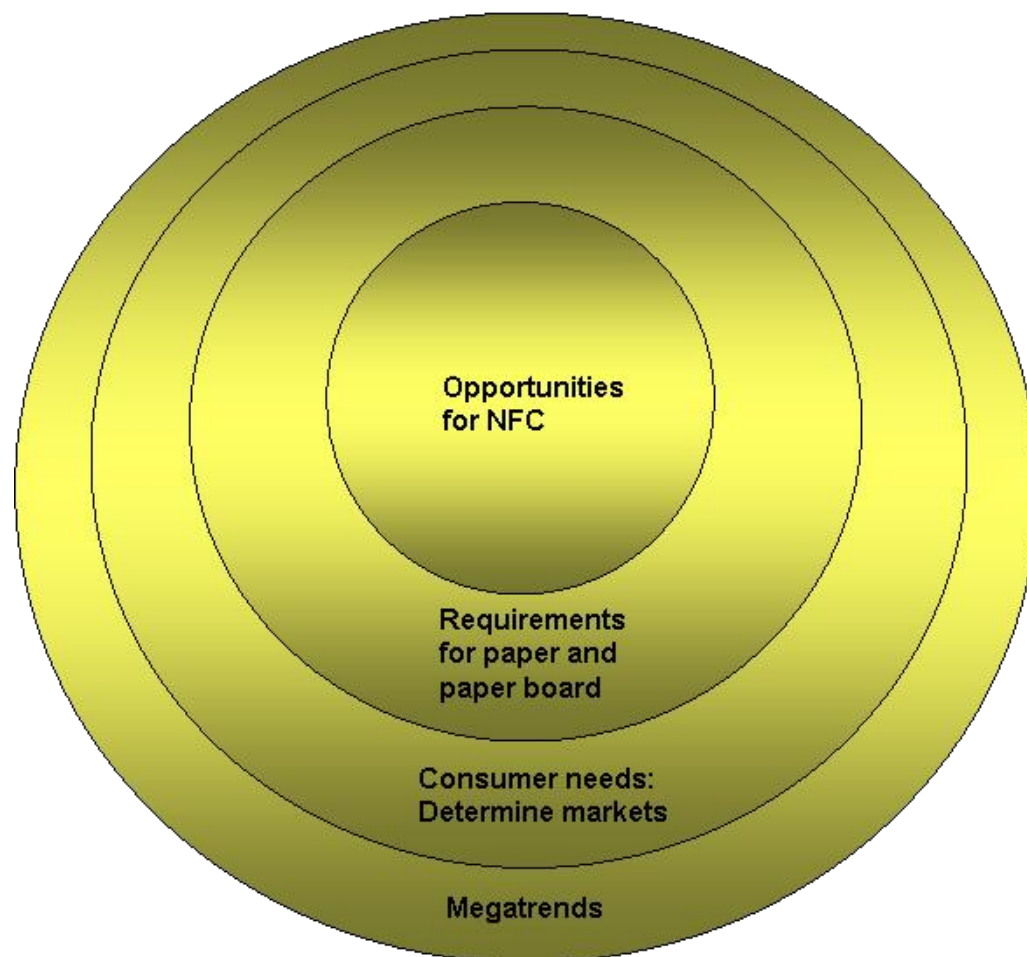 Opportunities
for NFC
Requirements
for paper and
paper board
Consumer needs:
Determine markets
Megatrends